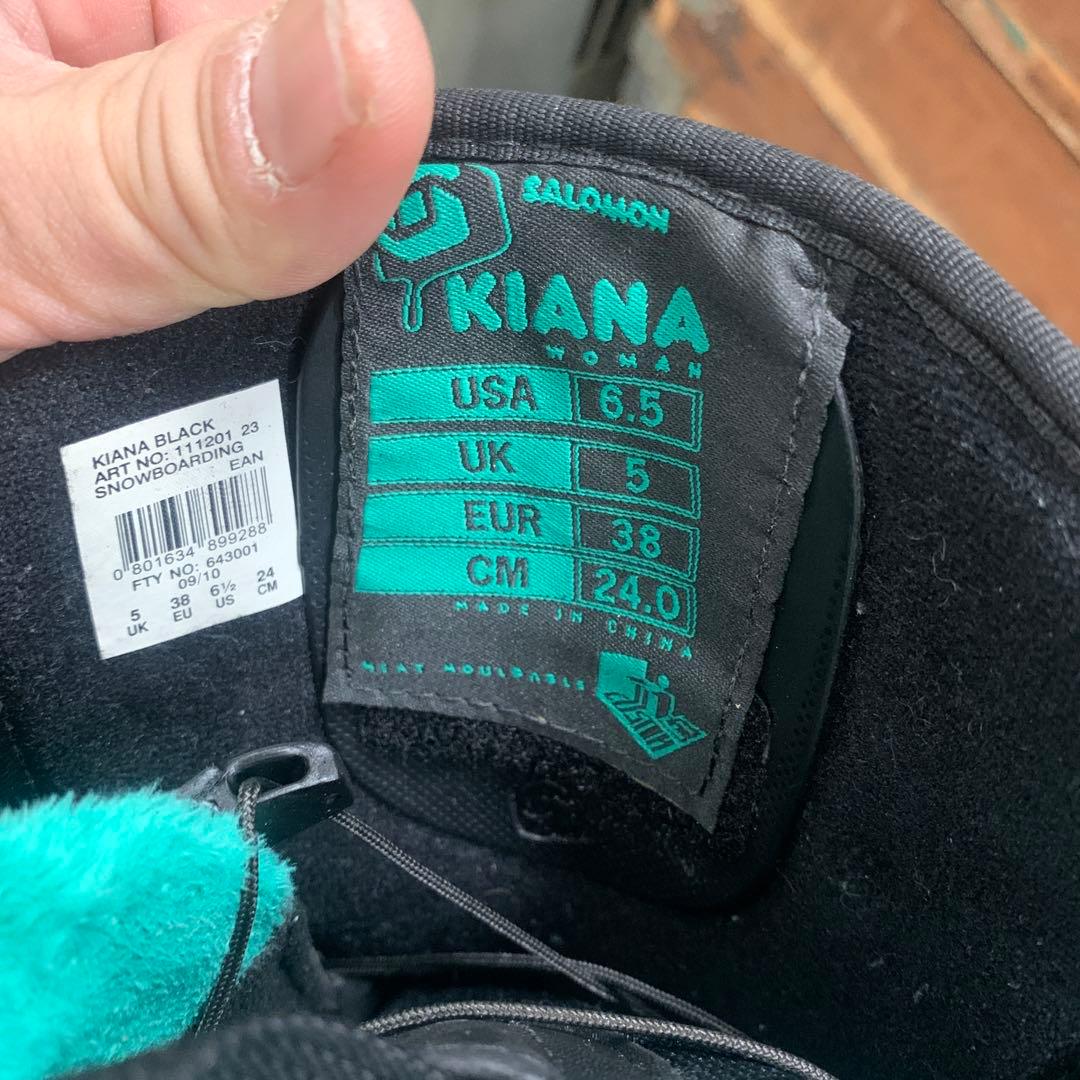 SALOMON
KIANA
WOMAN
USA 6.5
UK 5
EUR 38
CM 24.0
MADE IN CHINA
HEAT MOULDABLE
KIANA BLACK
ART NO: 111201 23
SNOWBOARDING
EAN
0 801634 899288
FTY NO: 643001
09/10
5 38 6½ 24
UK EU US CM